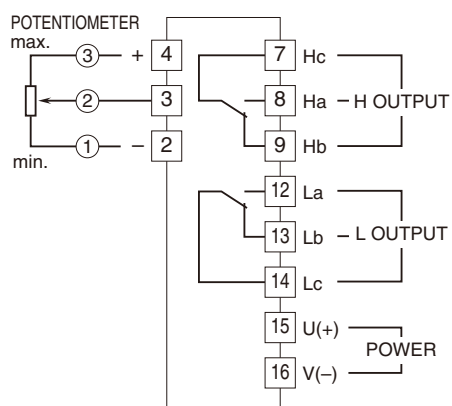 POTENTIOMETER
max.
3 + 4
2 3
1 – 2
min.
7 Hc
8 Ha H OUTPUT
9 Hb
12 La
13 Lb L OUTPUT
14 Lc
15 U(+)
POWER
16 V(–)